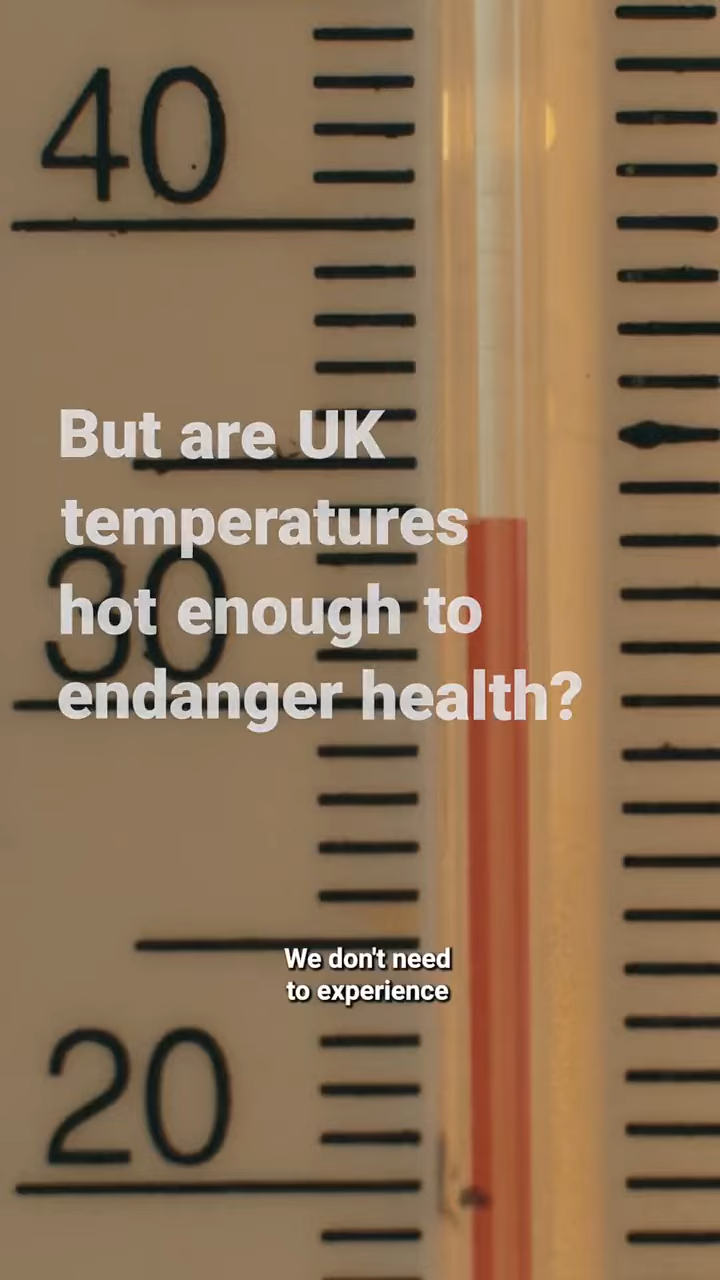 40
But are UK
temperatures
30
hot enough to
endanger health?
We don't need
to experience
20